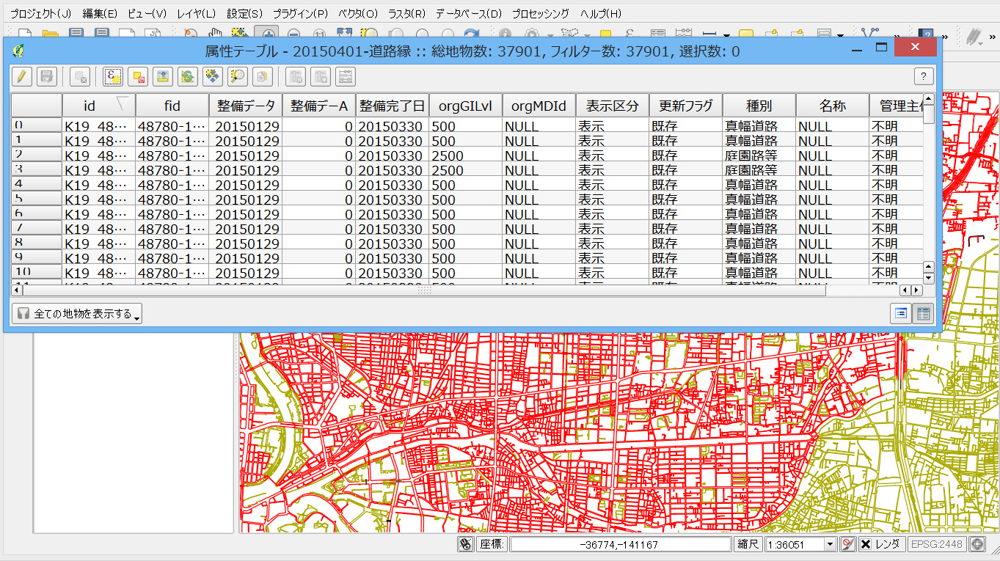 プロジェクト(J) 編集(E) ビュー(V) レイヤ(L) 設定(S) プラグイン(P) ベクタ(O) ラスタ(R) データベース(D) プロセッシング ヘルプ(H)
属性テーブル - 20150401-道路縁 :: 総地物数: 37901, フィルター数: 37901, 選択数: 0
?
id fid 整備データ 整備デーA 整備完了日 orgGILvl orgMDId 表示区分 更新フラグ 種別 名称 管理主
0 K19_48… 48780-1… 20150129 0 20150330 500 NULL 表示 既存 真幅道路 NULL 不明
1 K19_48… 48780-1… 20150129 0 20150330 500 NULL 表示 既存 真幅道路 NULL 不明
2 K19_48… 48780-1… 20150129 0 20150330 2500 NULL 表示 既存 庭園路等 NULL 不明
3 K19_48… 48780-1… 20150129 0 20150330 2500 NULL 表示 既存 庭園路等 NULL 不明
4 K19_48… 48780-1… 20150129 0 20150330 500 NULL 表示 既存 真幅道路 NULL 不明
5 K19_48… 48780-1… 20150129 0 20150330 500 NULL 表示 既存 真幅道路 NULL 不明
6 K19_48… 48780-1… 20150129 0 20150330 500 NULL 表示 既存 真幅道路 NULL 不明
7 K19_48… 48780-1… 20150129 0 20150330 500 NULL 表示 既存 真幅道路 NULL 不明
8 K19_48… 48780-1… 20150129 0 20150330 500 NULL 表示 既存 真幅道路 NULL 不明
9 K19_48… 48780-1… 20150129 0 20150330 500 NULL 表示 既存 真幅道路 NULL 不明
10 K19_48… 48780-1… 20150129 0 20150330 500 NULL 表示 既存 真幅道路 NULL 不明
全ての地物を表示する
座標: -36774,-141167 縮尺 1:36051 レンダ EPSG:2448